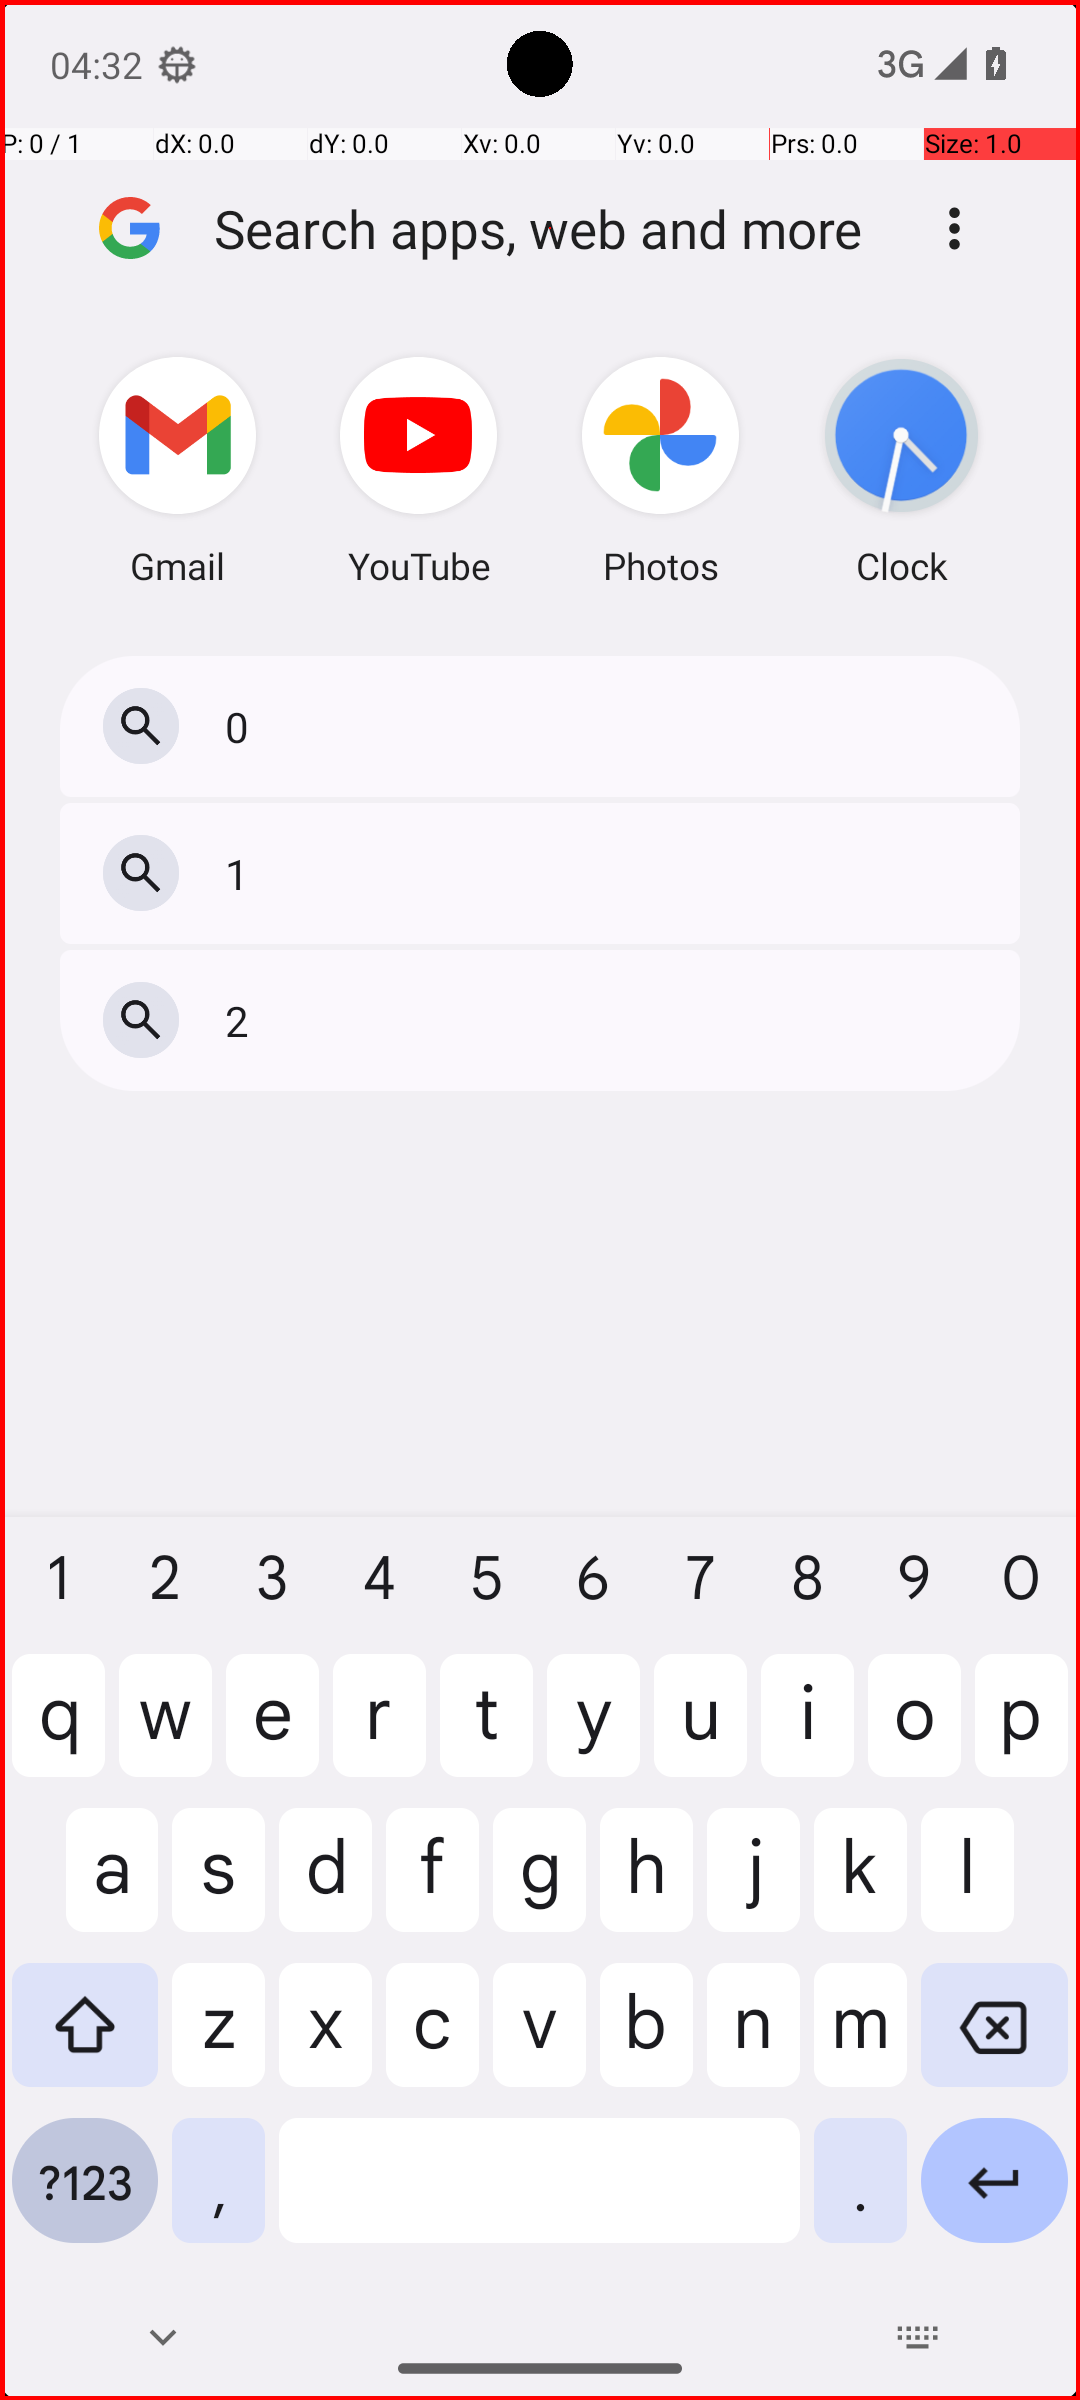 04:32 3G
P: 0 / 1 dX: 0.0 dY: 0.0 Xv: 0.0 Yv: 0.0 Prs: 0.0 Size: 1.0
Search apps, web and more
Gmail YouTube Photos Clock
0
1
2
1 2 3 4 5 6 7 8 9 0
q w e r t y u i o p
a s d f g h j k l
z x c v b n m
?123 , .